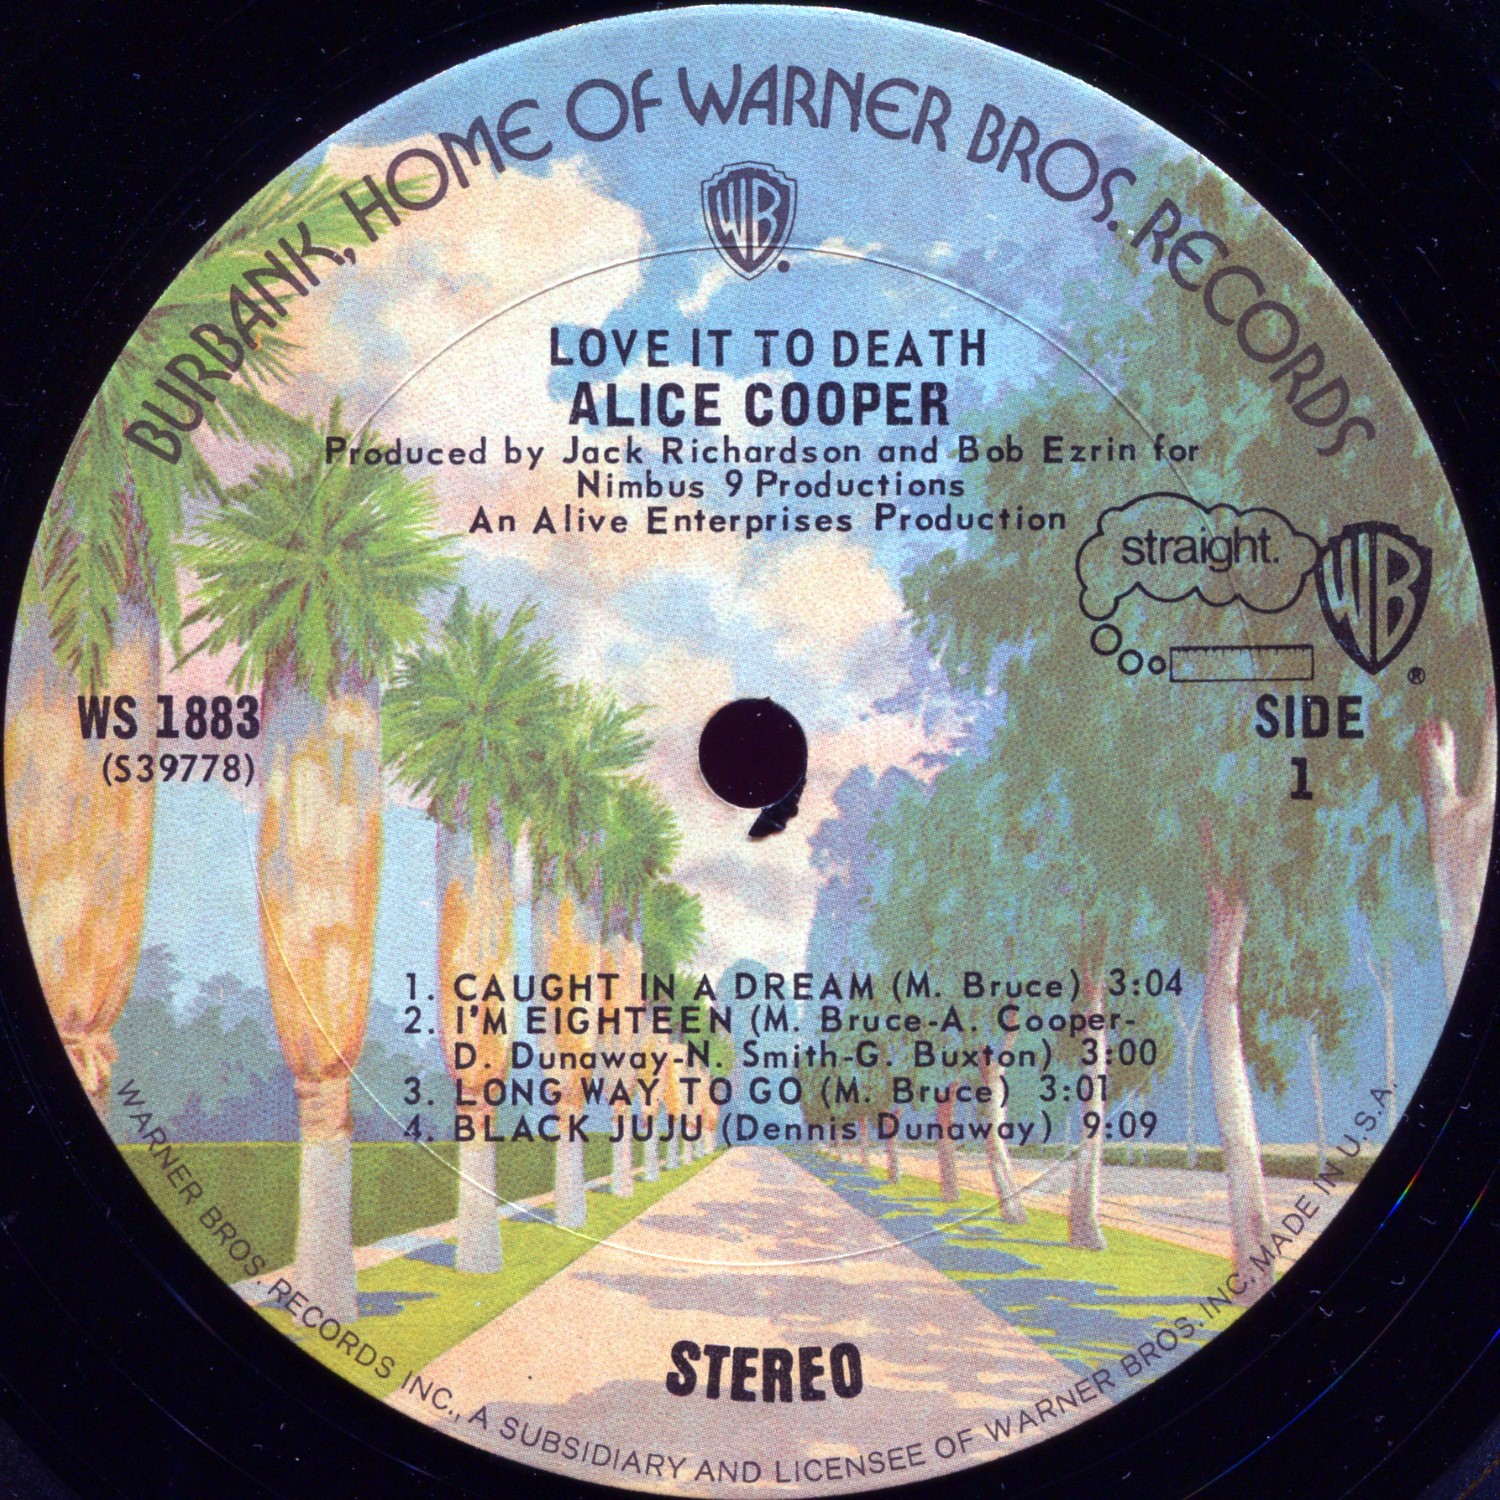 BURBANK, HOME OF WARNER BROS. RECORDS
WB
LOVE IT TO DEATH
ALICE COOPER
Produced by Jack Richardson and Bob Ezrin for
Nimbus 9 Productions
An Alive Enterprises Production
straight.
WB®
WS 1883
(S39778)
SIDE
1
1. CAUGHT IN A DREAM (M. Bruce) 3:04
2. I'M EIGHTEEN (M. Bruce-A. Cooper-
D. Dunaway-N. Smith-G. Buxton) 3:00
3. LONG WAY TO GO (M. Bruce) 3:01
4. BLACK JUJU (Dennis Dunaway) 9:09
STEREO
WARNER BROS. RECORDS INC., A SUBSIDIARY AND LICENSEE OF WARNER BROS. INC. MADE IN U.S.A.